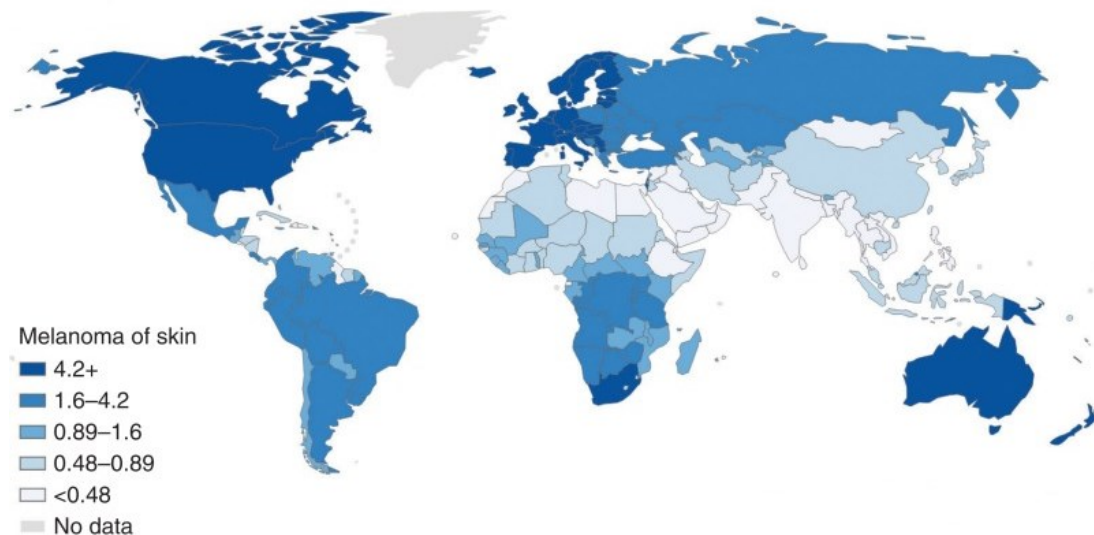 Melanoma of skin
4.2+
1.6–4.2
0.89–1.6
0.48–0.89
<0.48
No data